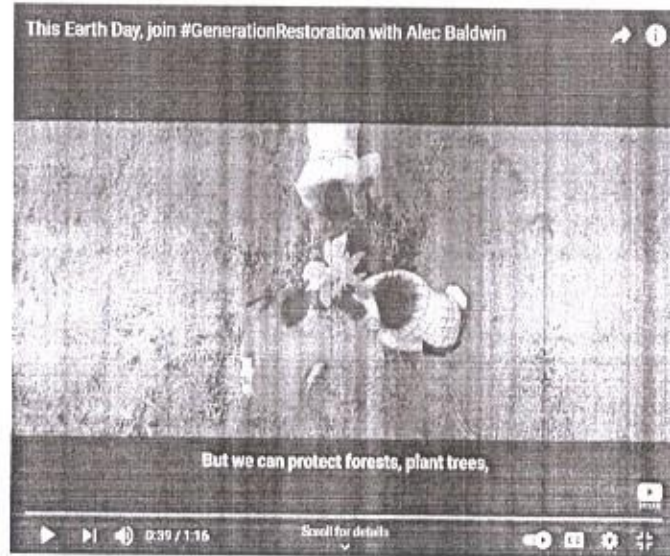 This Earth Day, join #GenerationRestoration with Alec Baldwin
But we can protect forests, plant trees,
0:39 / 1:16
Scroll for details